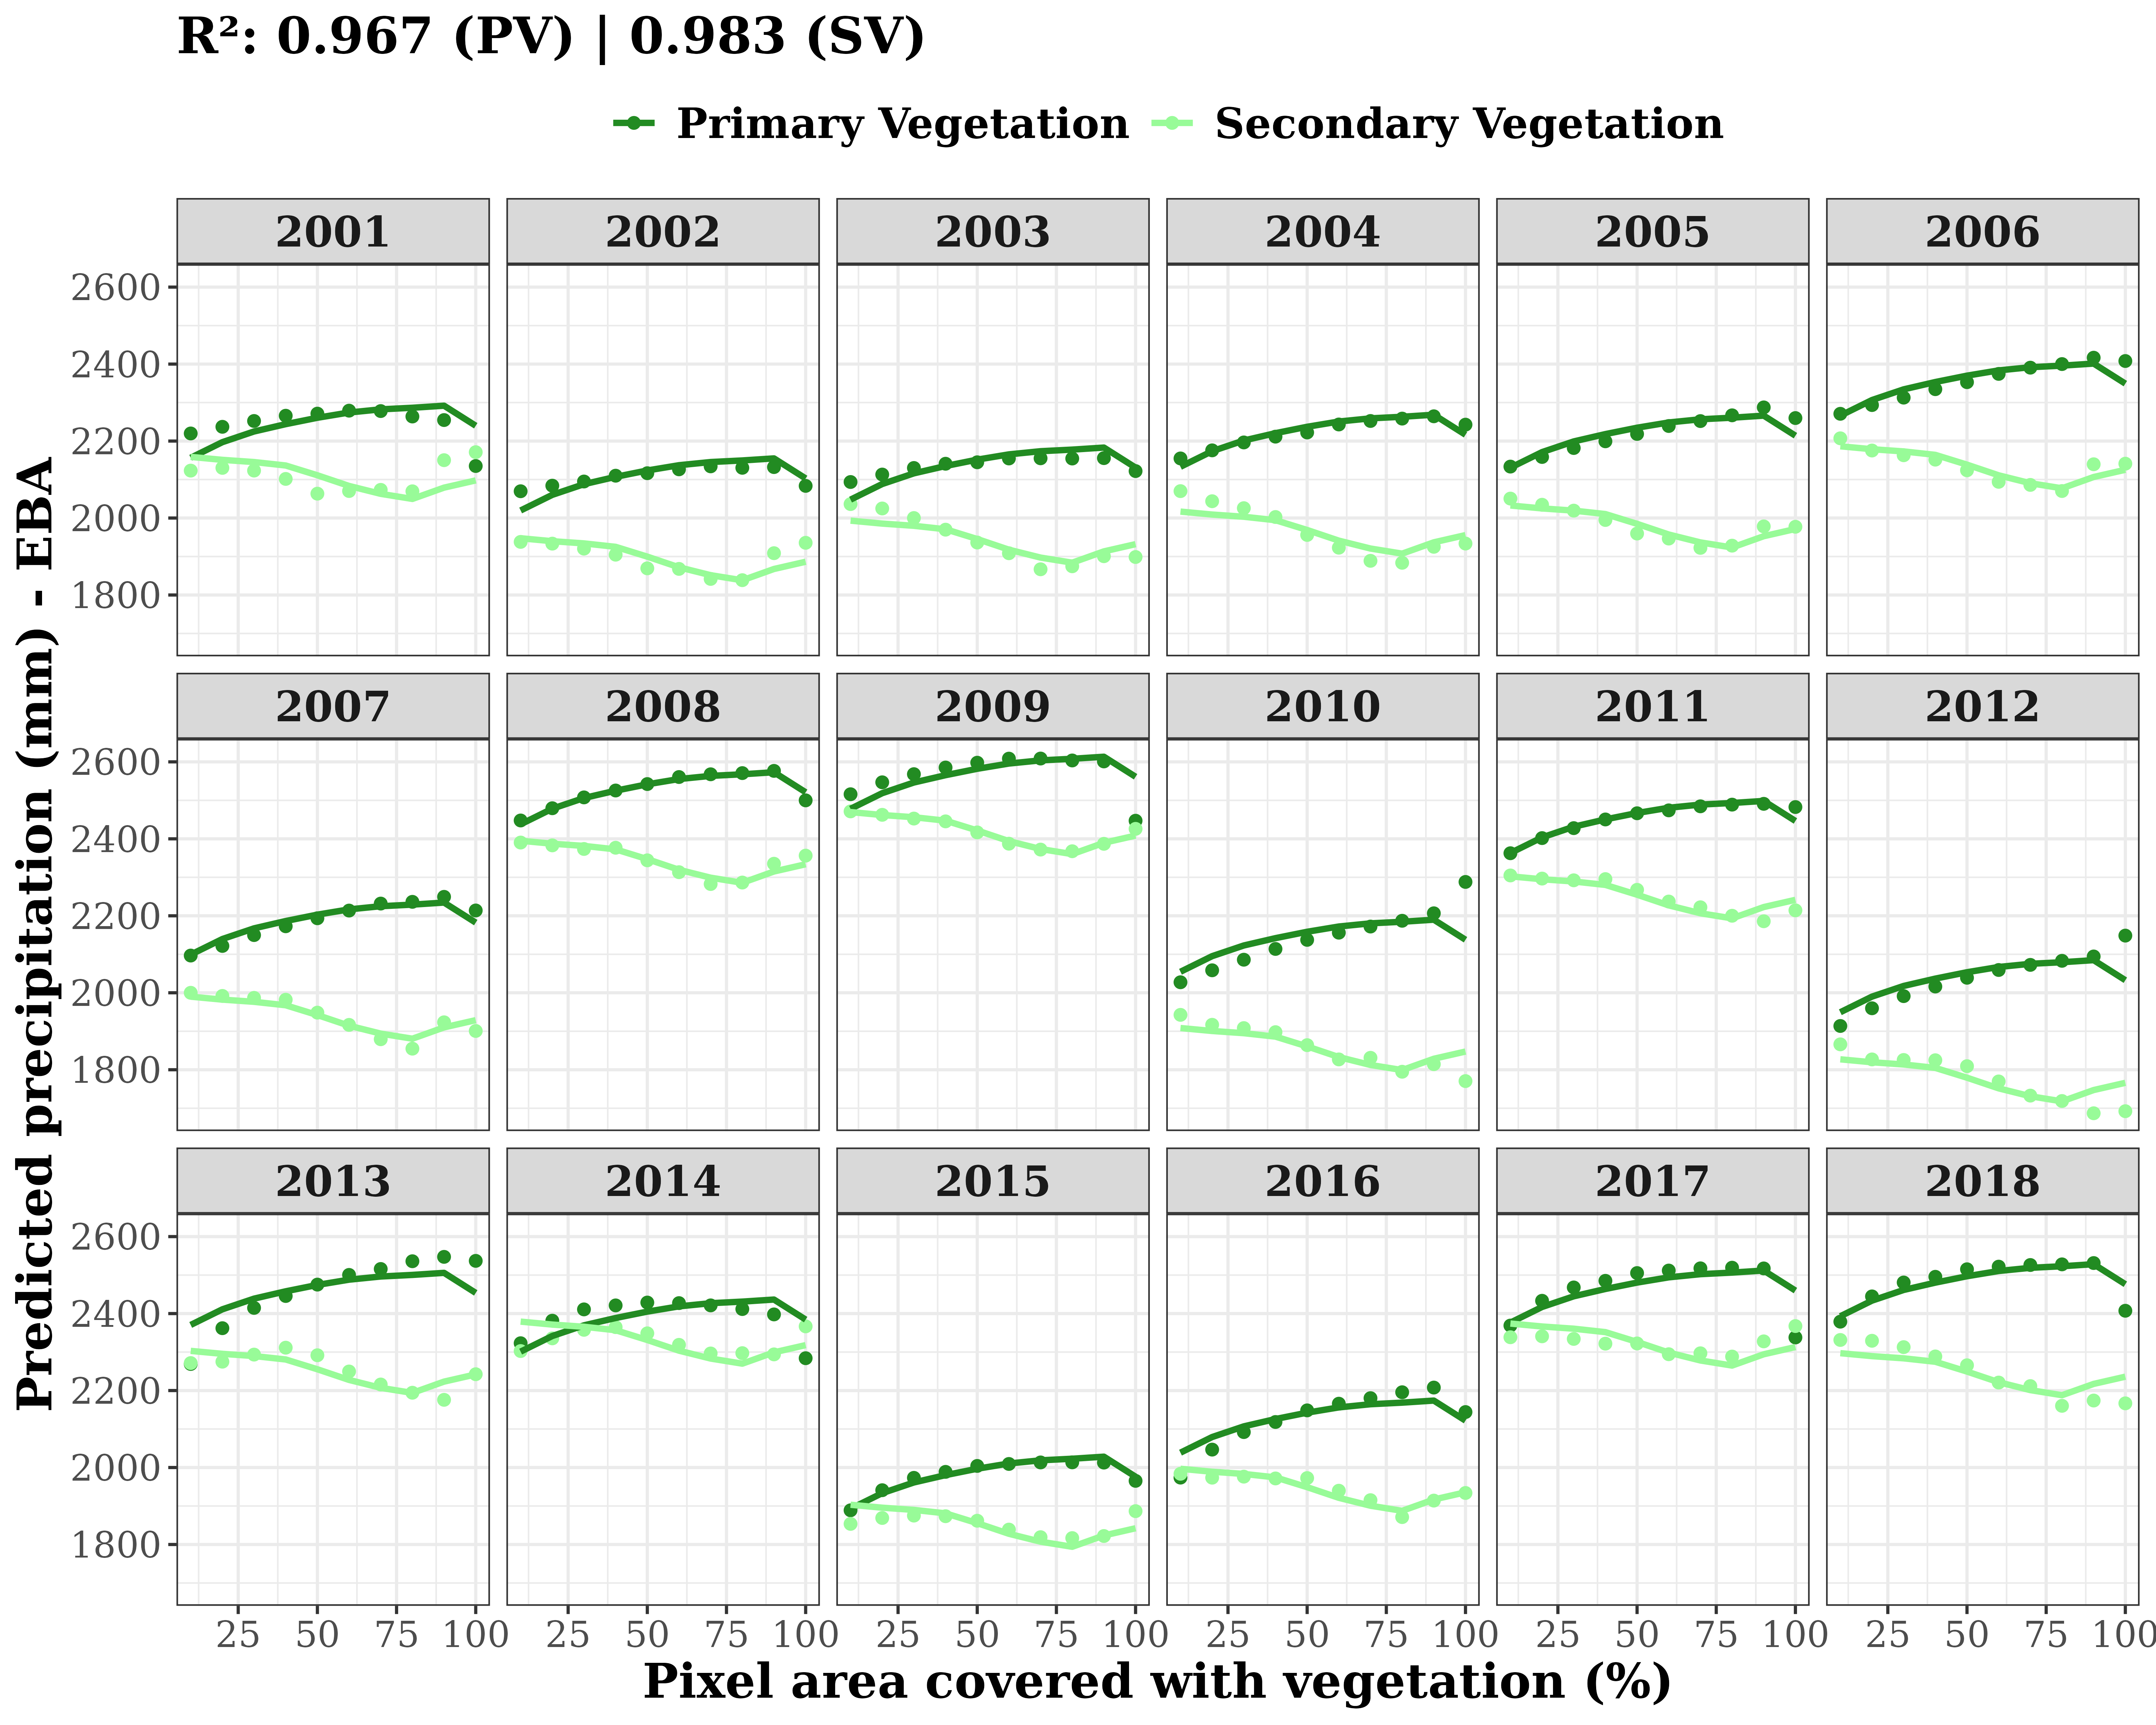 R²: 0.967 (PV) | 0.983 (SV)
Primary Vegetation Secondary Vegetation
2001 2002 2003 2004 2005 2006
2600
2400
2200
2000
1800
2007 2008 2009 2010 2011 2012
2600
2400
2200
2000
1800
2013 2014 2015 2016 2017 2018
2600
2400
2200
2000
1800
25 50 75 100 25 50 75 100 25 50 75 100 25 50 75 100 25 50 75 100 25 50 75 100
Pixel area covered with vegetation (%)
Predicted precipitation (mm) - EBA